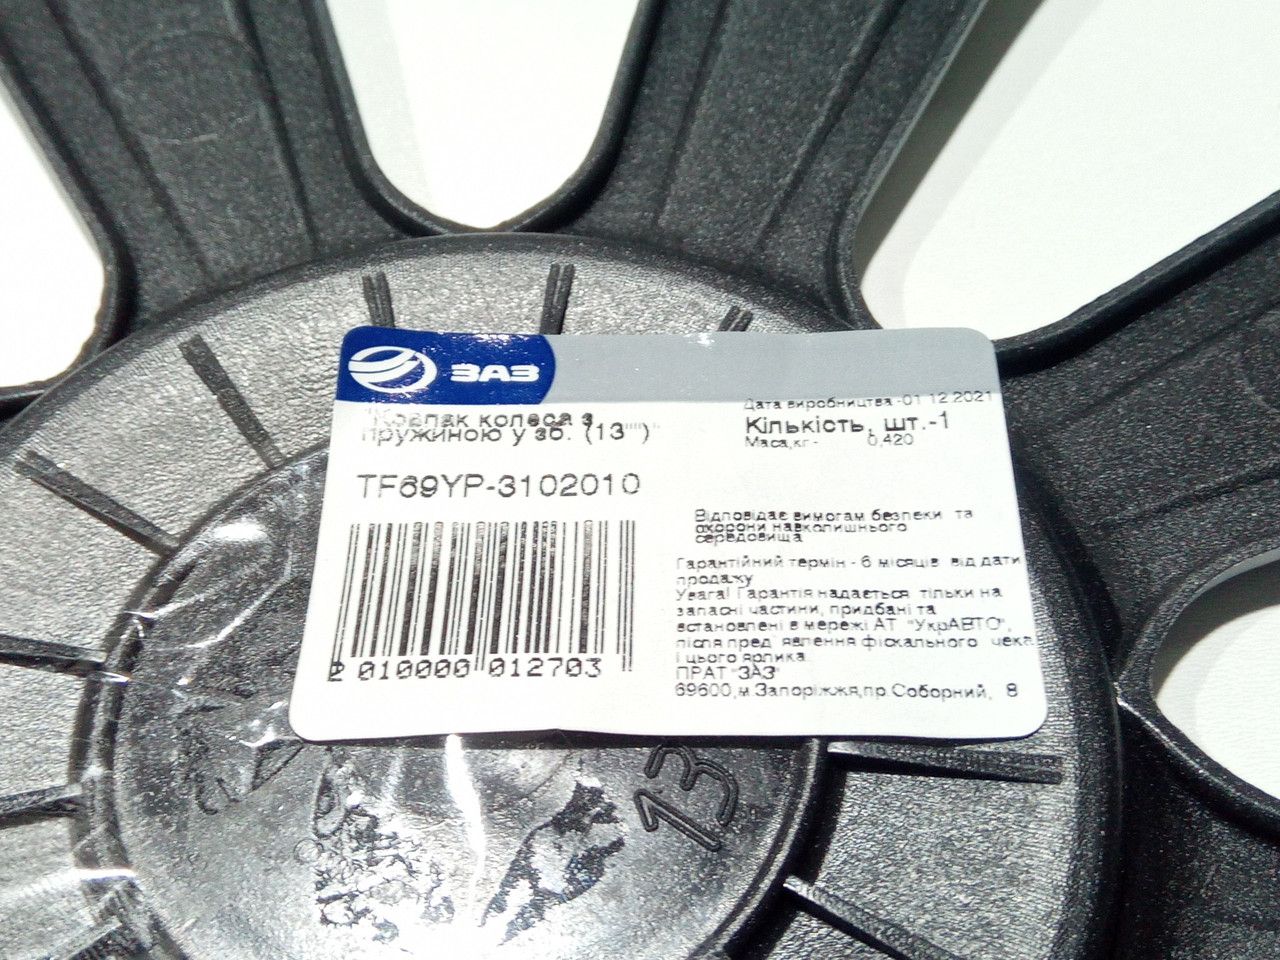 ЗАЗ
"Ковпак колеса з
пружиною у зб. (13")"
TF69YP-3102010
2 010000 012703
Дата виробництва -01.12.2021
Кількість, шт.-1
Маса,кг - 0,420
Відповідає вимогам безпеки та
охорони навколишнього
середовища
Гарантійний термін - 6 місяців від дати
продажу
Увага! Гарантія надається тільки на
запасні частини, придбані та
встановлені в мережі АТ "УкрАВТО",
після пред`явлення фіскального чека
і цього ярлика.
ПРАТ "ЗАЗ"
69600,м.Запоріжжя,пр.Соборний, 8
13